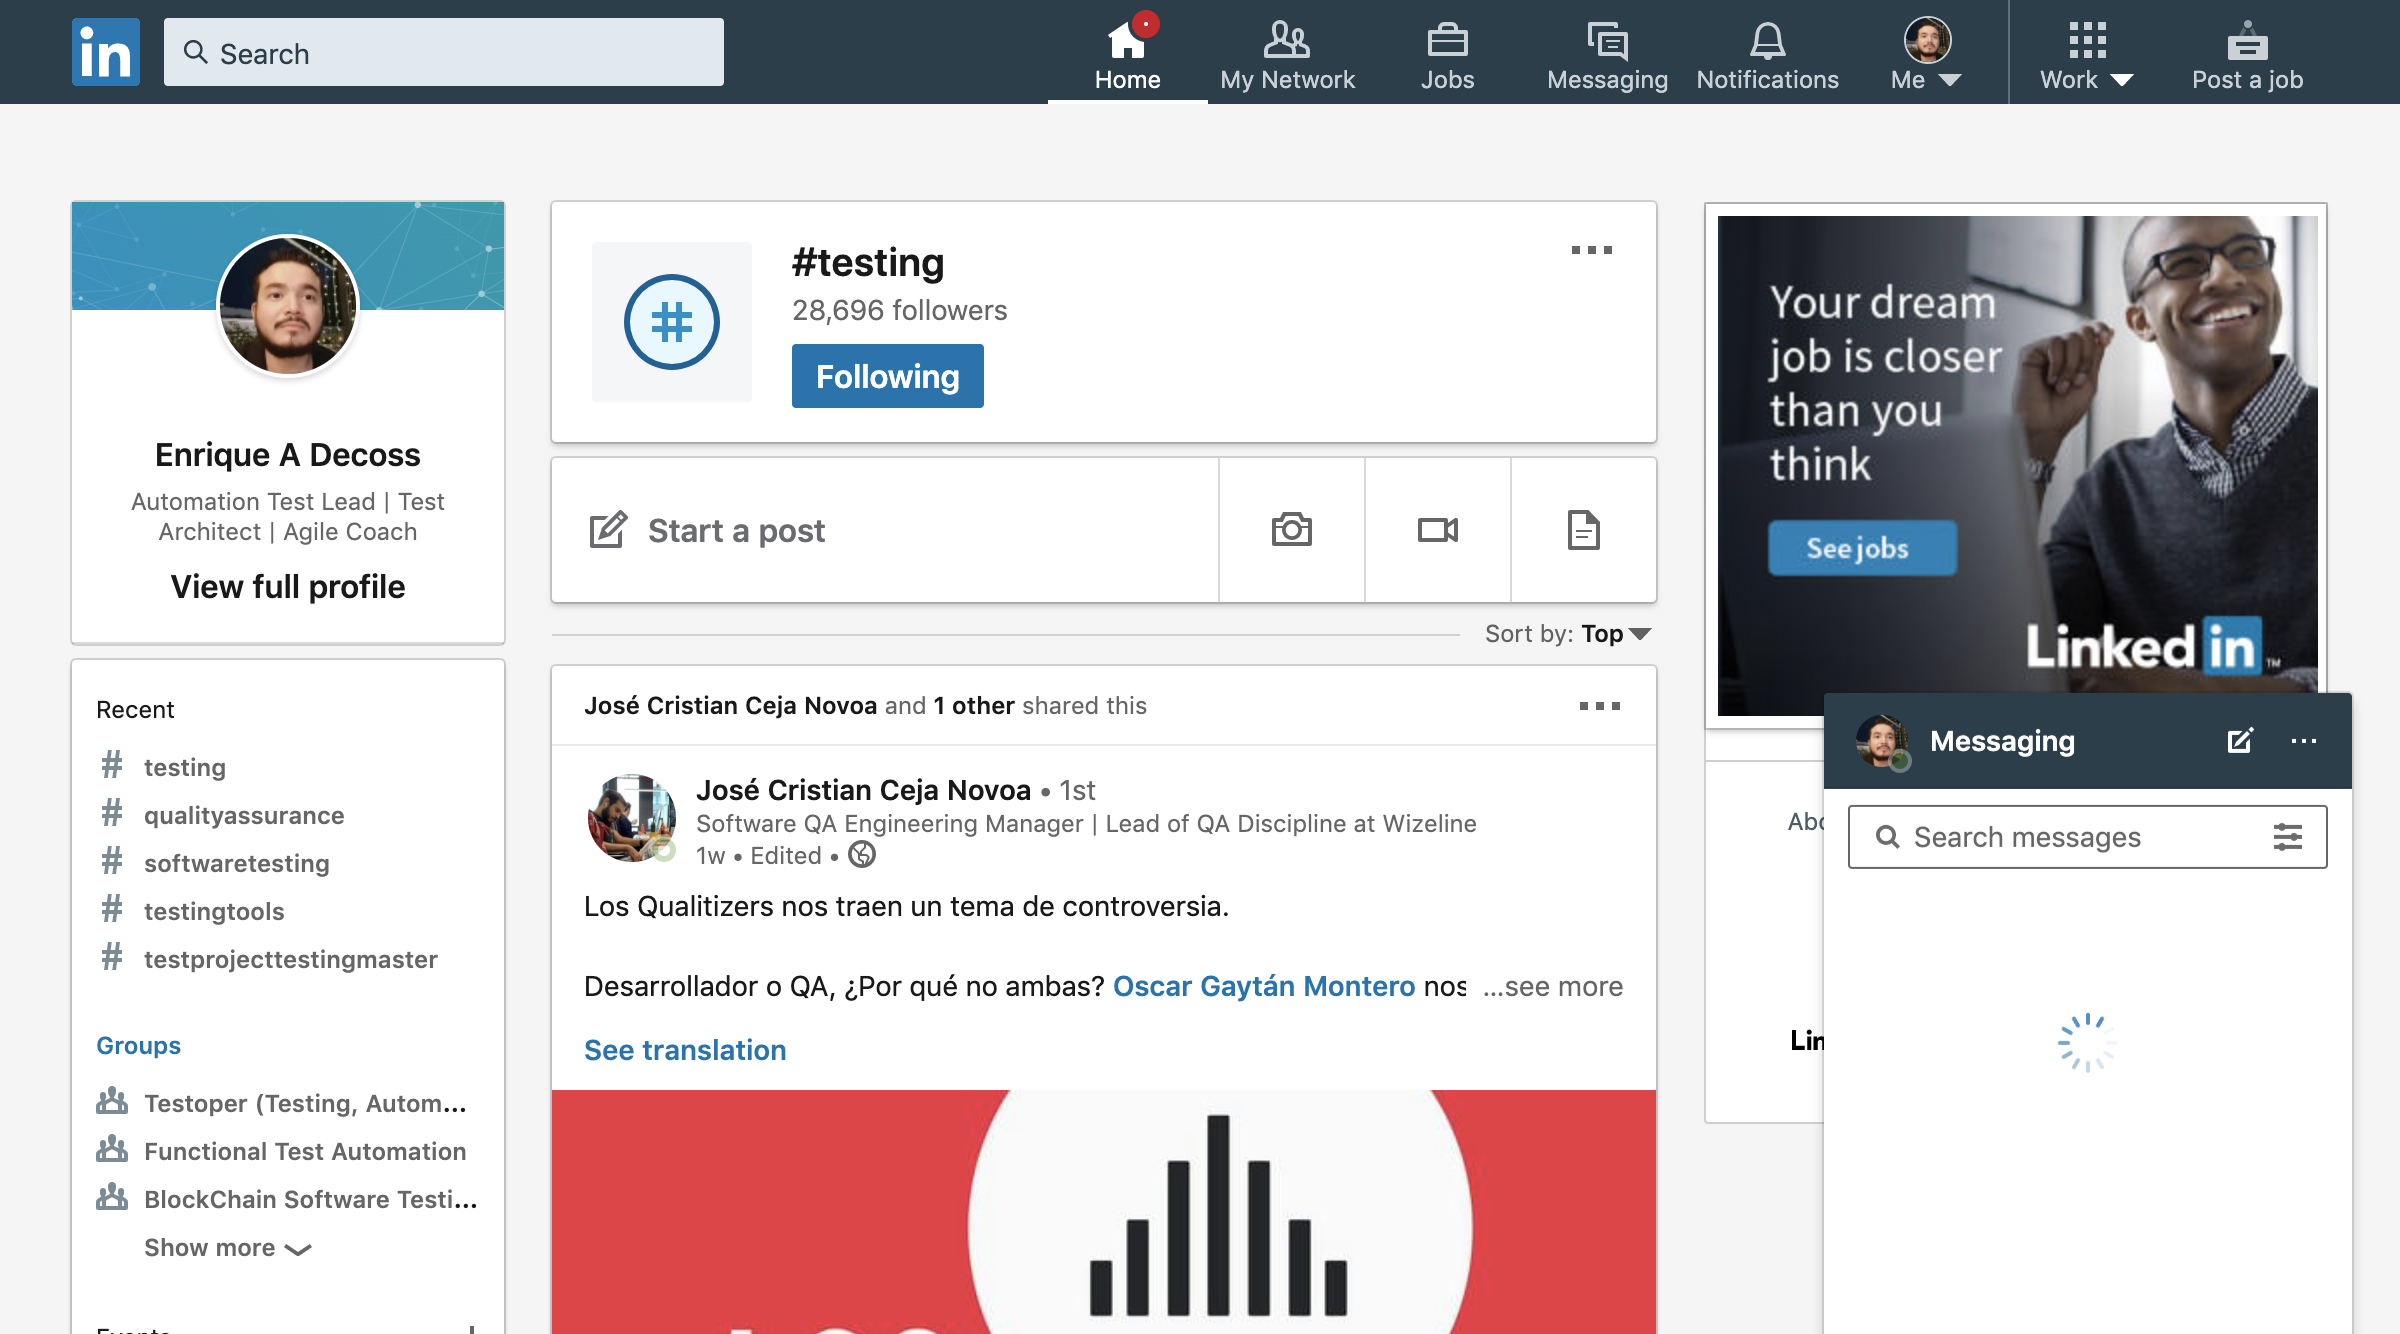 in
Search
Home
My Network
Jobs
Messaging
Notifications
Me
Work
Post a job
Enrique A Decoss
Automation Test Lead | Test
Architect | Agile Coach
View full profile
Recent
# testing
# qualityassurance
# softwaretesting
# testingtools
# testprojecttestingmaster
Groups
Testoper (Testing, Autom...
Functional Test Automation
BlockChain Software Testi...
Show more
#
#testing
28,696 followers
Following
Start a post
Sort by: Top
José Cristian Ceja Novoa and 1 other shared this
José Cristian Ceja Novoa • 1st
Software QA Engineering Manager | Lead of QA Discipline at Wizeline
1w • Edited •
Los Qualitizers nos traen un tema de controversia.
Desarrollador o QA, ¿Por qué no ambas? Oscar Gaytán Montero nos ...see more
See translation
Your dream
job is closer
than you
think
See jobs
Linked in ™
Messaging
Search messages